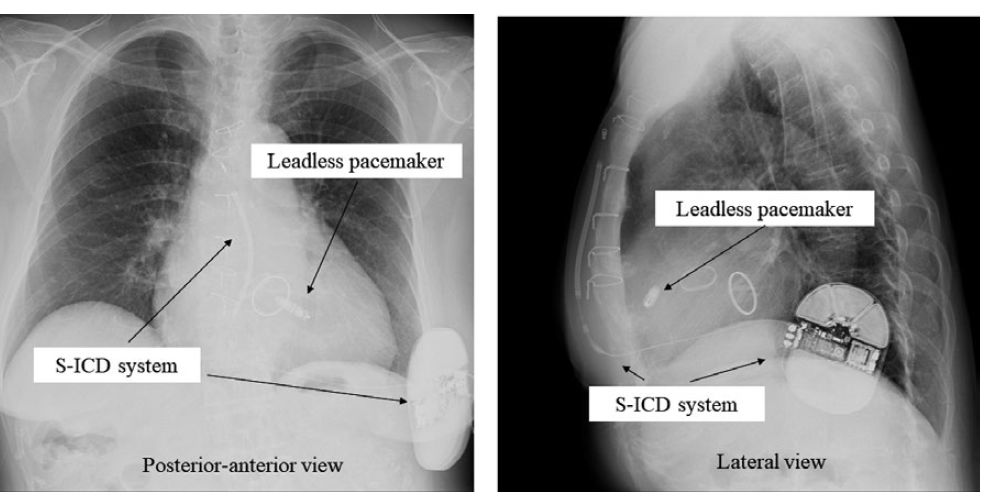 Leadless pacemaker
S-ICD system
Posterior-anterior view
Leadless pacemaker
S-ICD system
Lateral view